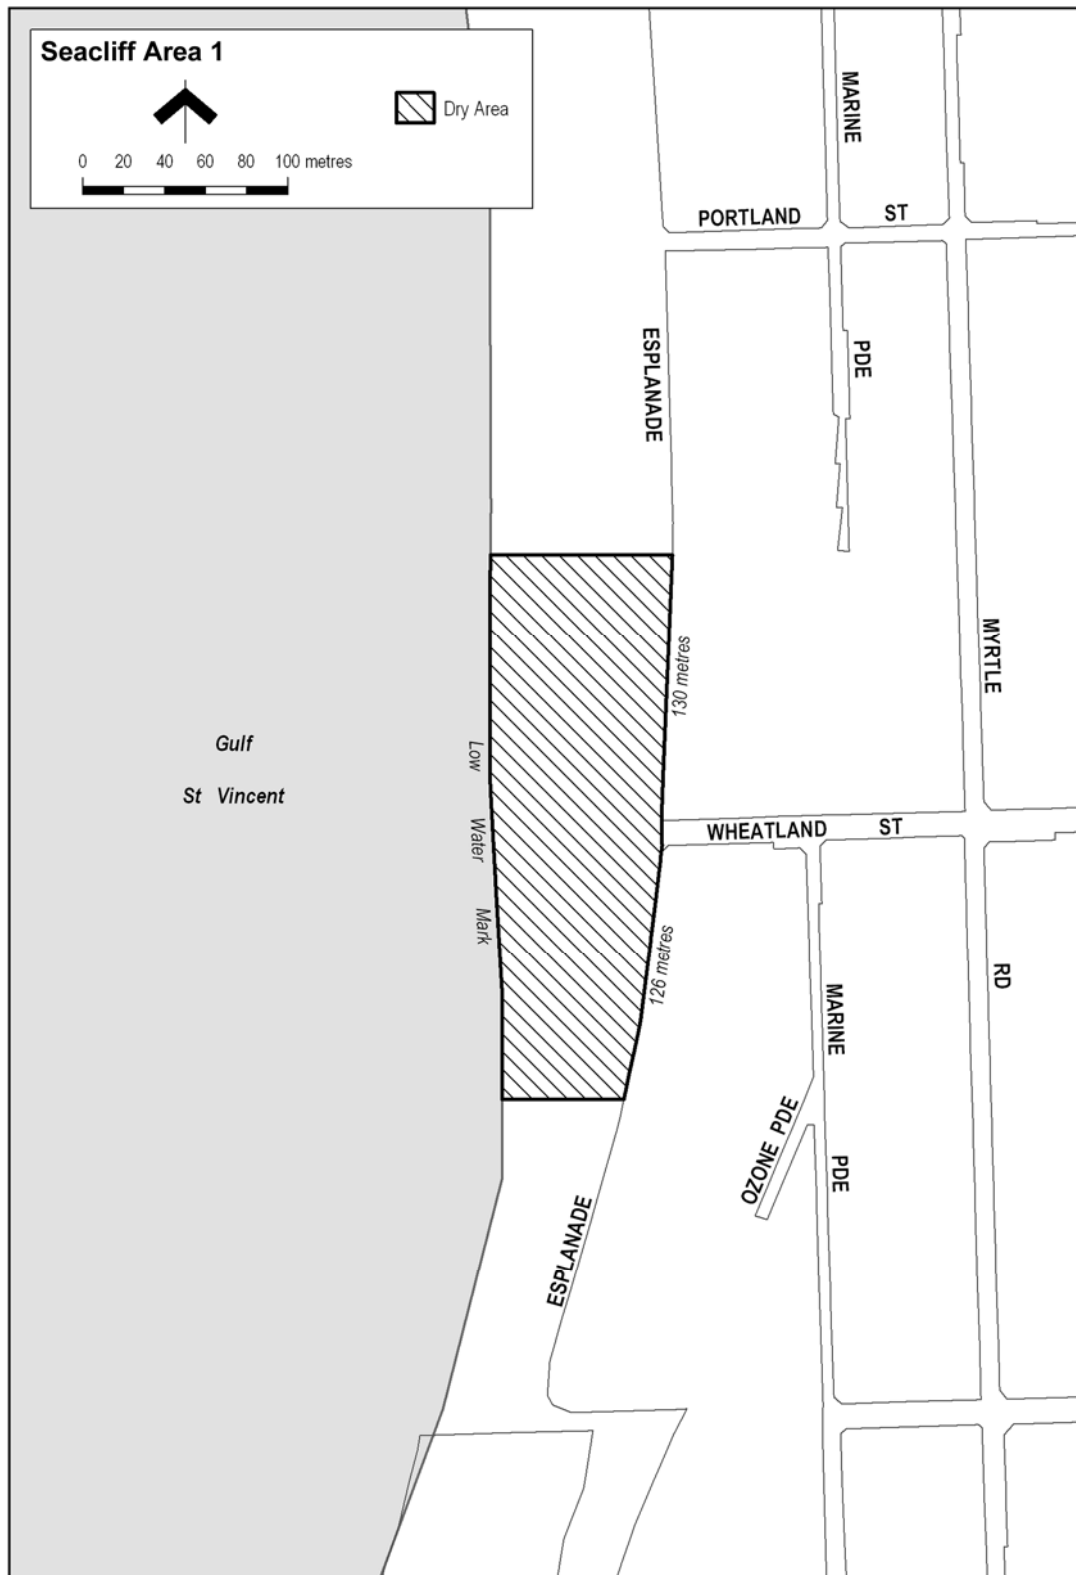 Seacliff Area 1
Dry Area
0 20 40 60 80 100 metres
MARINE
PORTLAND ST
ESPLANADE
PDE
MYRTLE
130 metres
Gulf
St Vincent
Low
Water
Mark
WHEATLAND ST
126 metres
RD
MARINE
OZONE PDE
PDE
ESPLANADE